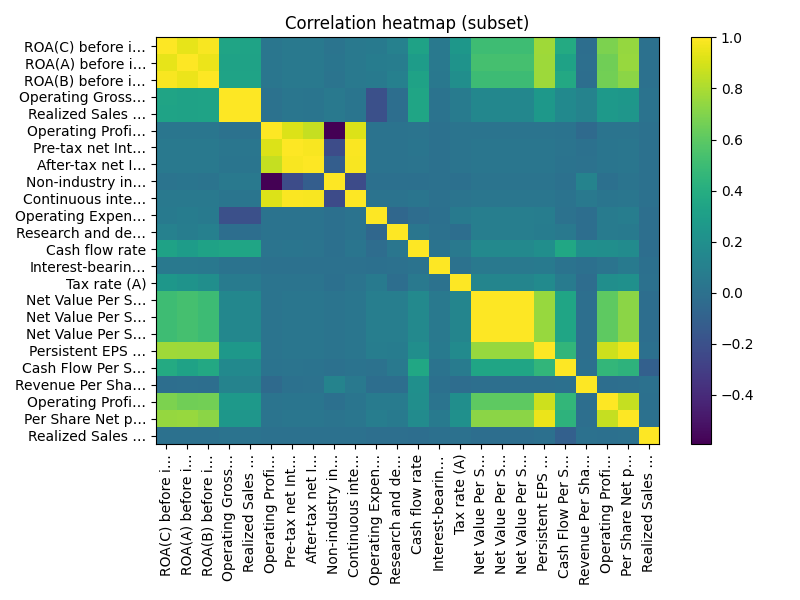 Correlation heatmap (subset)
ROA(C) before i...
ROA(A) before i...
ROA(B) before i...
Operating Gross...
Realized Sales ...
Operating Profi...
Pre-tax net Int...
After-tax net I...
Non-industry in...
Continuous inte...
Operating Expen...
Research and de...
Cash flow rate
Interest-bearin...
Tax rate (A)
Net Value Per S...
Net Value Per S...
Net Value Per S...
Persistent EPS ...
Cash Flow Per S...
Revenue Per Sha...
Operating Profi...
Per Share Net p...
Realized Sales ...
ROA(C) before i...
ROA(A) before i...
ROA(B) before i...
Operating Gross...
Realized Sales ...
Operating Profi...
Pre-tax net Int...
After-tax net I...
Non-industry in...
Continuous inte...
Operating Expen...
Research and de...
Cash flow rate
Interest-bearin...
Tax rate (A)
Net Value Per S...
Net Value Per S...
Net Value Per S...
Persistent EPS ...
Cash Flow Per S...
Revenue Per Sha...
Operating Profi...
Per Share Net p...
Realized Sales ...
1.0
0.8
0.6
0.4
0.2
0.0
−0.2
−0.4